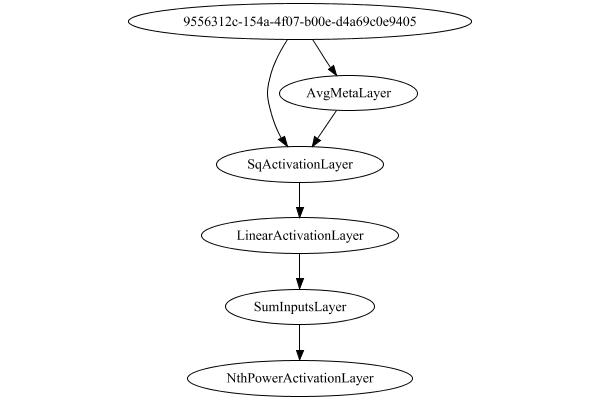 9556312c-154a-4f07-b00e-d4a69c0e9405
AvgMetaLayer
SqActivationLayer
LinearActivationLayer
SumInputsLayer
NthPowerActivationLayer